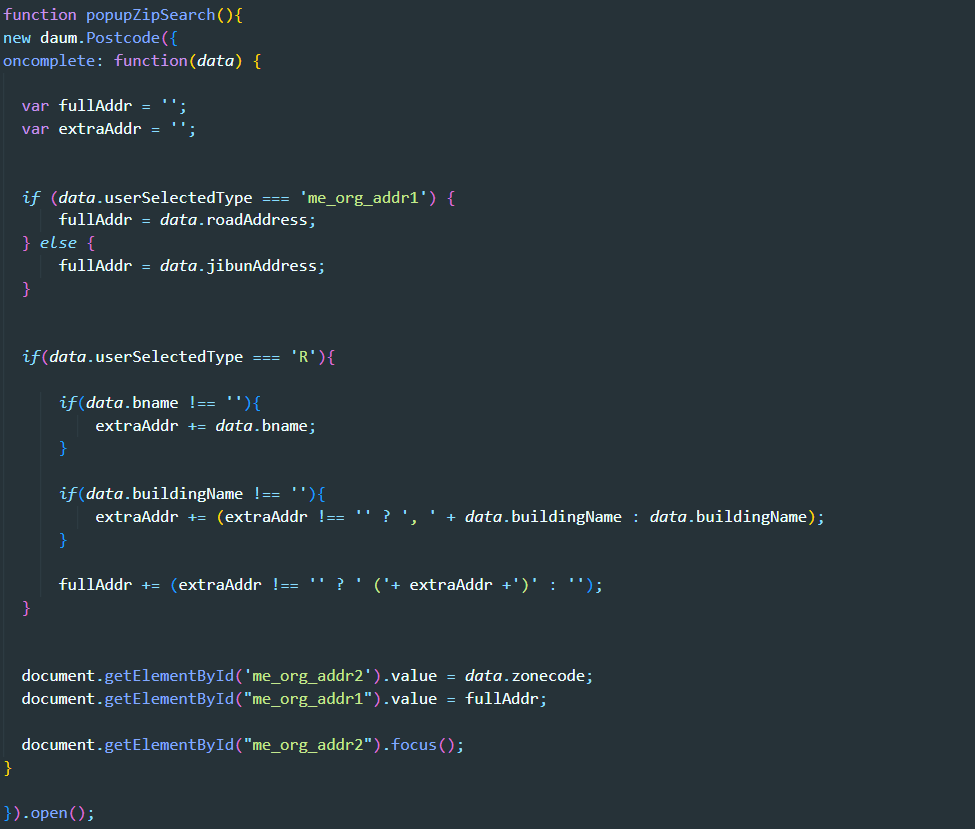 function popupZipSearch(){
new daum.Postcode({
oncomplete: function(data) {
var fullAddr = '';
var extraAddr = '';
if (data.userSelectedType === 'me_org_addr1') {
fullAddr = data.roadAddress;
} else {
fullAddr = data.jibunAddress;
}
if(data.userSelectedType === 'R'){
if(data.bname !== ''){
extraAddr += data.bname;
}
if(data.buildingName !== ''){
extraAddr += (extraAddr !== '' ? ', ' + data.buildingName : data.buildingName);
}
fullAddr += (extraAddr !== '' ? ' ('+ extraAddr +')' : '');
}
document.getElementById('me_org_addr2').value = data.zonecode;
document.getElementById("me_org_addr1").value = fullAddr;
document.getElementById("me_org_addr2").focus();
}
}).open();